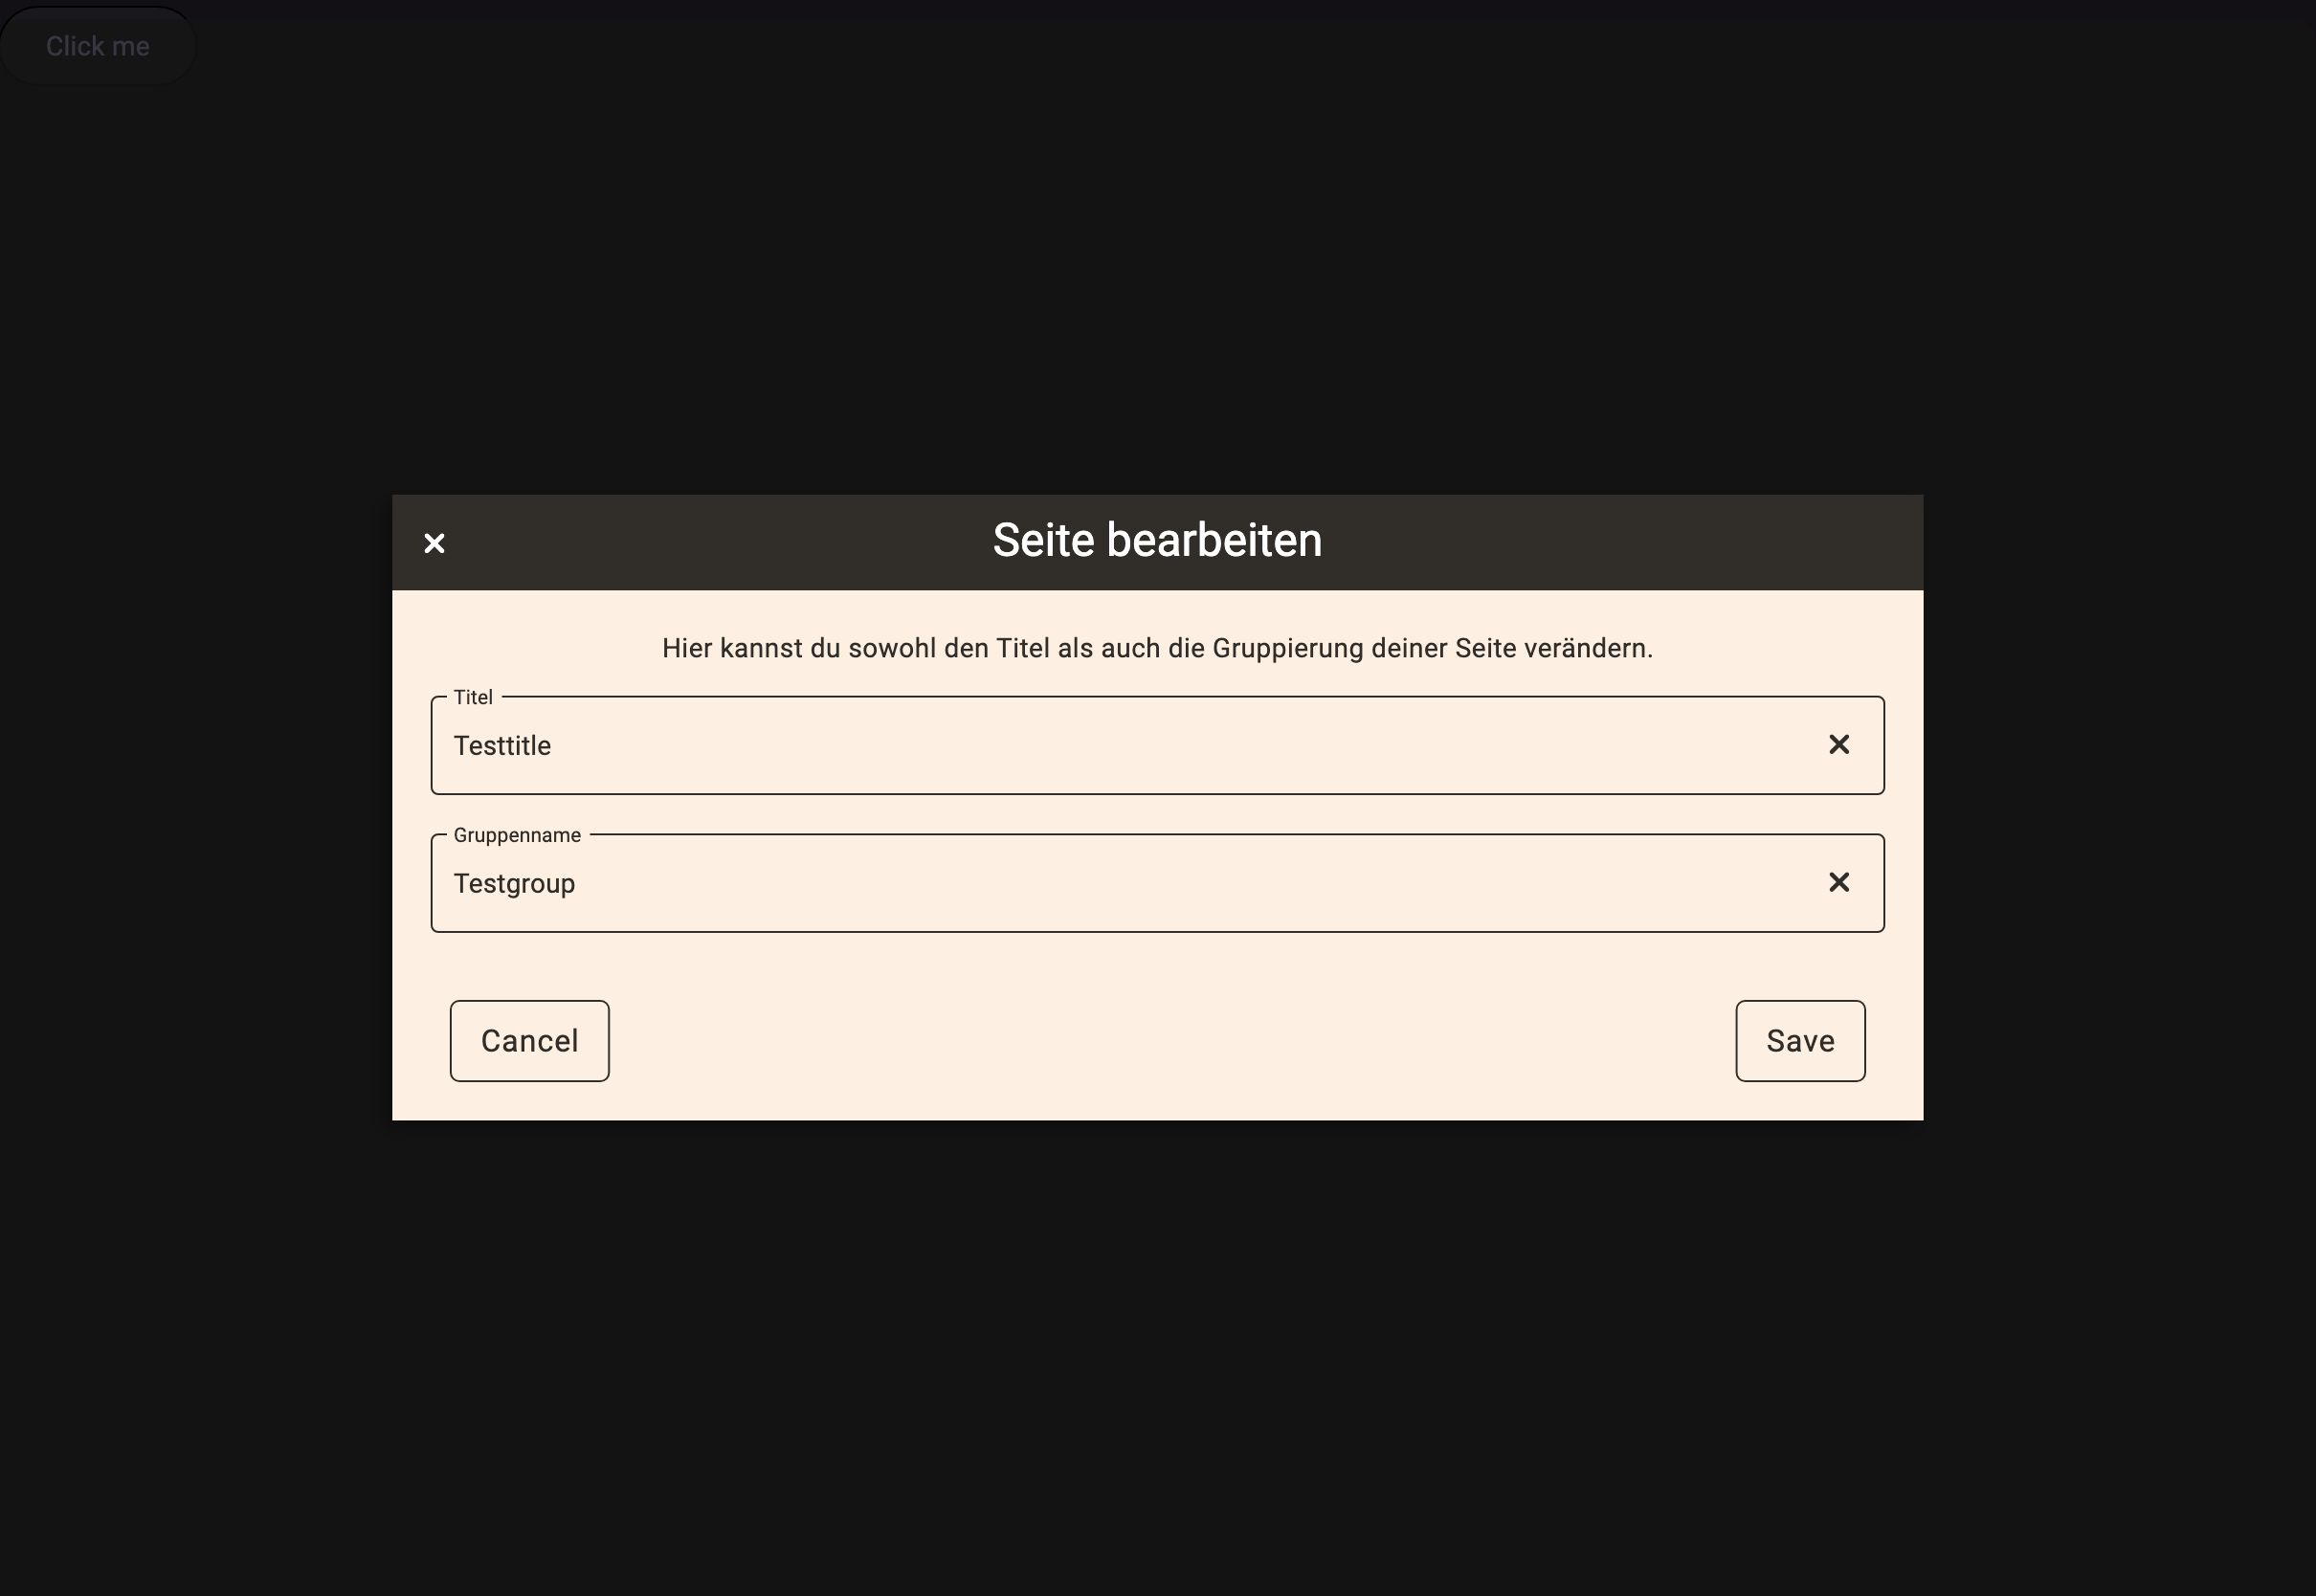 Click me
Seite bearbeiten
Hier kannst du sowohl den Titel als auch die Gruppierung deiner Seite verändern.
Titel
Testtitle
Gruppenname
Testgroup
Cancel
Save